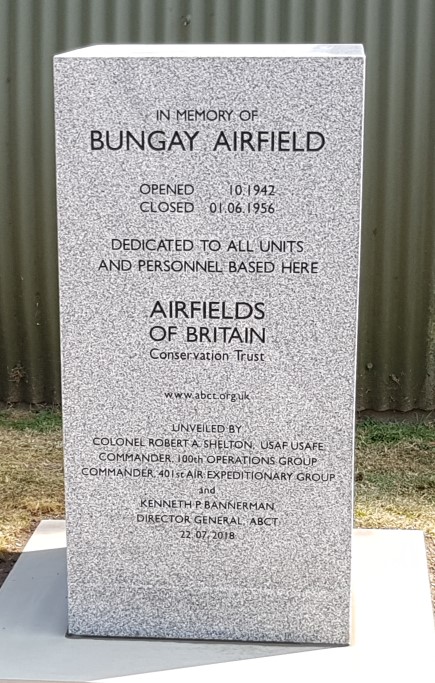 IN MEMORY OF
BUNGAY AIRFIELD
OPENED 10.1942
CLOSED 01.06.1956
DEDICATED TO ALL UNITS
AND PERSONNEL BASED HERE
AIRFIELDS
OF BRITAIN
Conservation Trust
www.abct.org.uk
UNVEILED BY
COLONEL ROBERT A. SHELTON, USAF USAFE,
COMMANDER, 100th OPERATIONS GROUP
COMMANDER, 401st AIR EXPEDITIONARY GROUP
and
KENNETH P. BANNERMAN,
DIRECTOR GENERAL, ABCT
22.07.2018